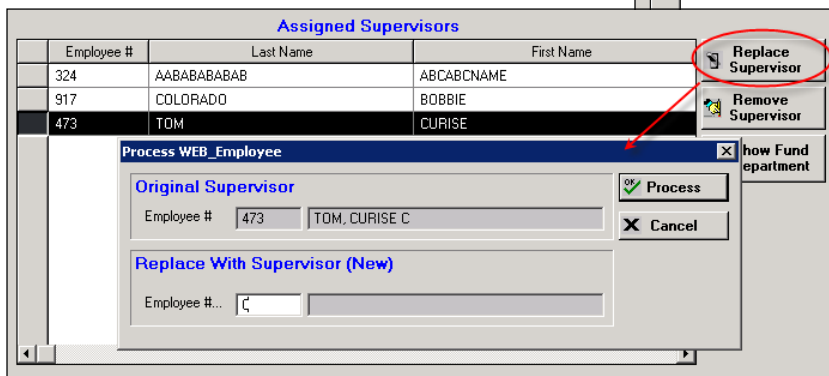 Assigned Supervisors
Employee # Last Name First Name
324 AABABABABAB ABCABCNAME
917 COLORADO BOBBIE
473 TOM CURISE
Replace Supervisor
Remove Supervisor
how Fund epartment
Process WEB_Employee
Original Supervisor
Employee # 473 TOM, CURISE C
OK Process
Cancel
Replace With Supervisor (New)
Employee #...